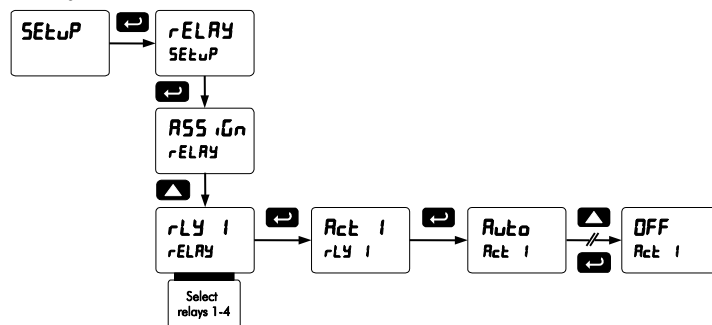 SEtuP
rELAY
SEtuP
ASSiGn
rELAY
rLY 1
rELAY
Act 1
rLY 1
Auto
Act 1
OFF
Act 1
Select
relays 1-4